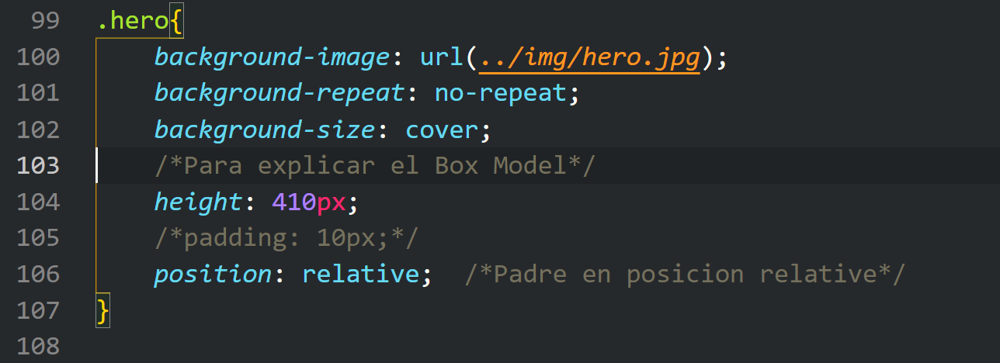 99 .hero{
100 background-image: url(../img/hero.jpg);
101 background-repeat: no-repeat;
102 background-size: cover;
103 /*Para explicar el Box Model*/
104 height: 410px;
105 /*padding: 10px;*/
106 position: relative; /*Padre en posicion relative*/
107 }
108